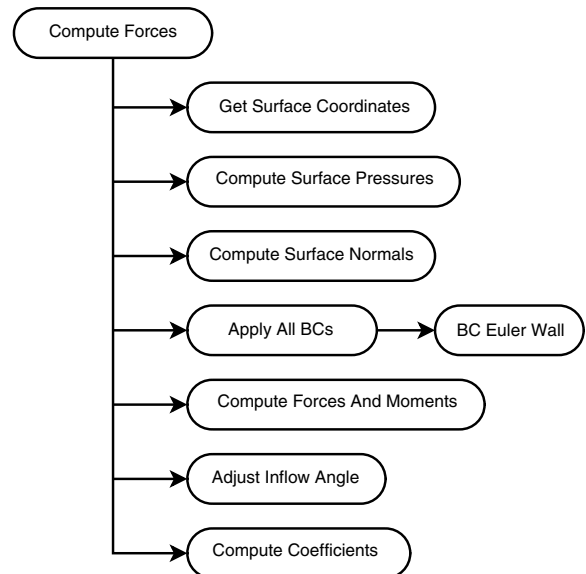 Compute Forces
Get Surface Coordinates
Compute Surface Pressures
Compute Surface Normals
Apply All BCs
BC Euler Wall
Compute Forces And Moments
Adjust Inflow Angle
Compute Coefficients